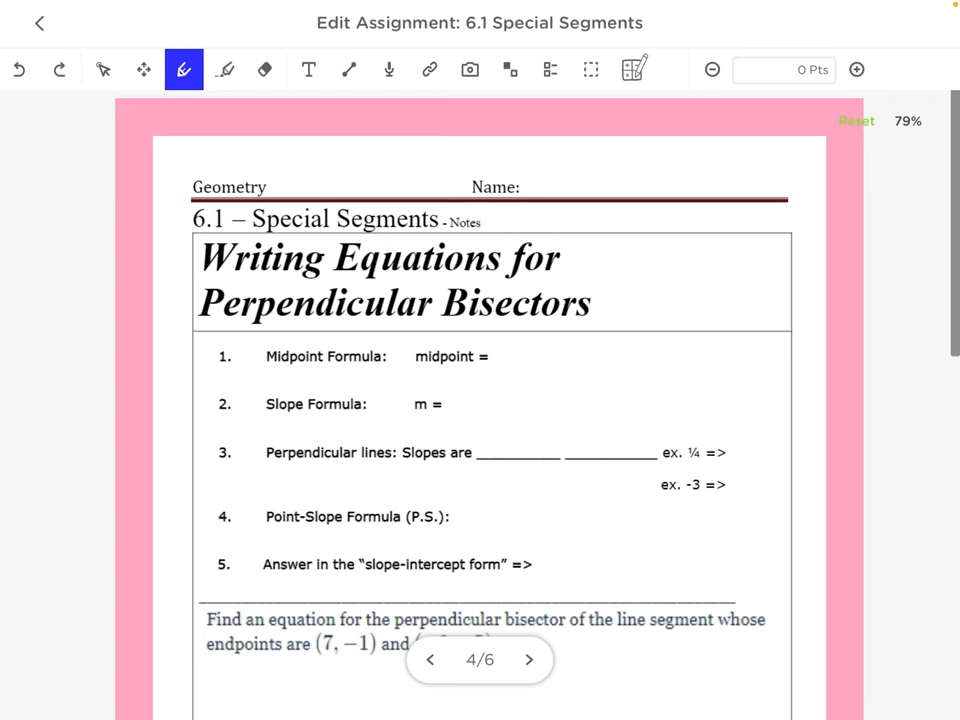 Edit Assignment: 6.1 Special Segments
0 Pts
Reset 79%
Geometry Name:
6.1 – Special Segments - Notes
Writing Equations for
Perpendicular Bisectors
1. Midpoint Formula: midpoint =
2. Slope Formula: m =
3. Perpendicular lines: Slopes are __________ ___________ ex. ¼ =>
ex. -3 =>
4. Point-Slope Formula (P.S.):
5. Answer in the “slope-intercept form” =>
Find an equation for the perpendicular bisector of the line segment whose
endpoints are (7, −1) and
4/6